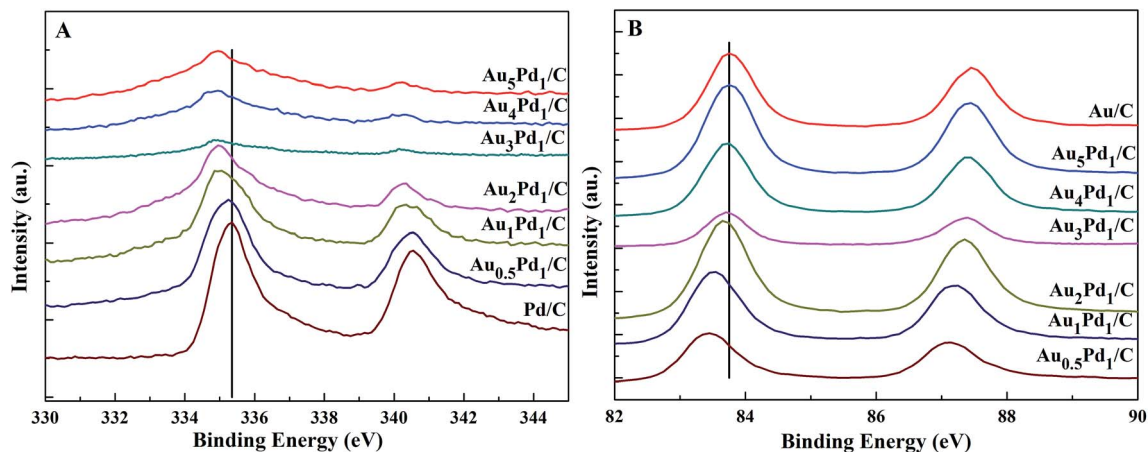 A
Au5Pd1/C
Au4Pd1/C
Au3Pd1/C
Au2Pd1/C
Au1Pd1/C
Au0.5Pd1/C
Pd/C
Intensity (au.)
330 332 334 336 338 340 342 344
Binding Energy (eV)
B
Au/C
Au5Pd1/C
Au4Pd1/C
Au3Pd1/C
Au2Pd1/C
Au1Pd1/C
Au0.5Pd1/C
Intensity (au.)
82 84 86 88 90
Binding Energy (eV)